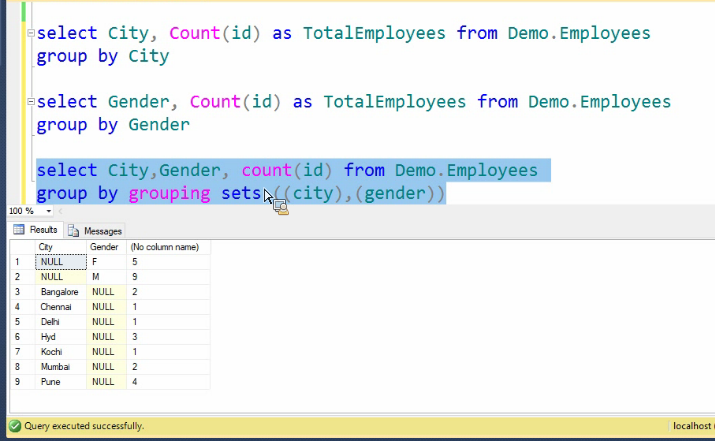 select City, Count(id) as TotalEmployees from Demo.Employees
group by City
select Gender, Count(id) as TotalEmployees from Demo.Employees
group by Gender
select City,Gender, count(id) from Demo.Employees
group by grouping sets ((city),(gender))
100 %
Results Messages
City Gender (No column name)
1 NULL F 5
2 NULL M 9
3 Bangalore NULL 2
4 Chennai NULL 1
5 Delhi NULL 1
6 Hyd NULL 3
7 Kochi NULL 1
8 Mumbai NULL 2
9 Pune NULL 4
Query executed successfully. localhost